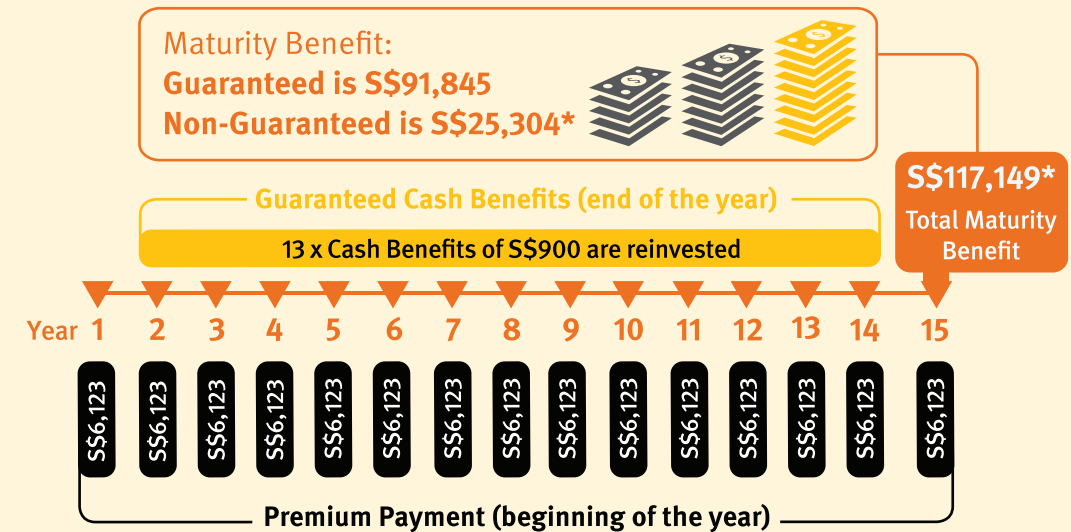 Maturity Benefit:
Guaranteed is S$91,845
Non-Guaranteed is S$25,304*
$ $ $
S$117,149*
Total Maturity
Benefit
Guaranteed Cash Benefits (end of the year)
13 x Cash Benefits of S$900 are reinvested
Year 1 2 3 4 5 6 7 8 9 10 11 12 13 14 15
S$6,123 S$6,123 S$6,123 S$6,123 S$6,123 S$6,123 S$6,123 S$6,123 S$6,123 S$6,123 S$6,123 S$6,123 S$6,123 S$6,123 S$6,123
Premium Payment (beginning of the year)